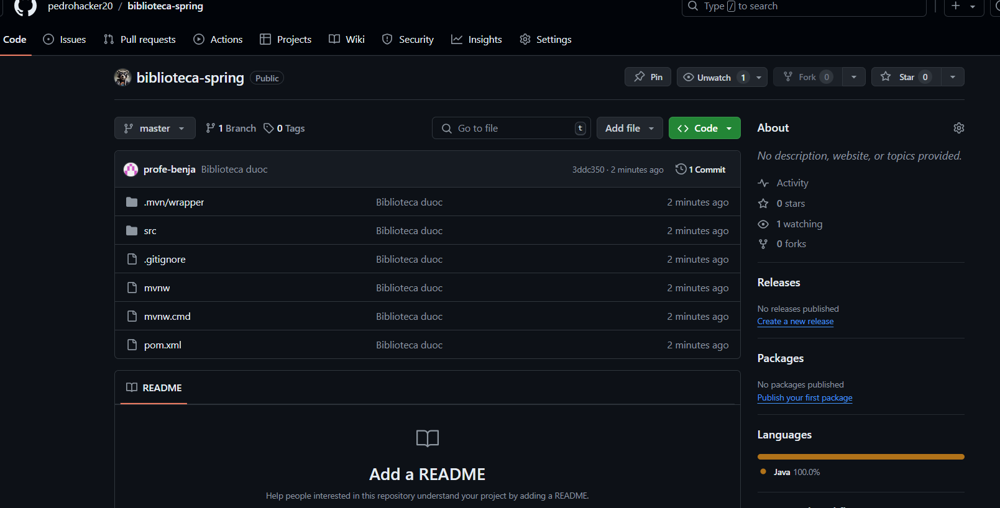 pedrohacker20 / biblioteca-spring
Type / to search
Code Issues Pull requests Actions Projects Wiki Security Insights Settings
biblioteca-spring Public
Pin Unwatch 1 Fork 0 Star 0
master 1 Branch 0 Tags Go to file t Add file Code
profe-benja Biblioteca duoc 3ddc350 · 2 minutes ago 1 Commit
.mvn/wrapper Biblioteca duoc 2 minutes ago
src Biblioteca duoc 2 minutes ago
.gitignore Biblioteca duoc 2 minutes ago
mvnw Biblioteca duoc 2 minutes ago
mvnw.cmd Biblioteca duoc 2 minutes ago
pom.xml Biblioteca duoc 2 minutes ago
README
Add a README
Help people interested in this repository understand your project by adding a README.
About
No description, website, or topics provided.
Activity
0 stars
1 watching
0 forks
Releases
No releases published
Create a new release
Packages
No packages published
Publish your first package
Languages
Java 100.0%